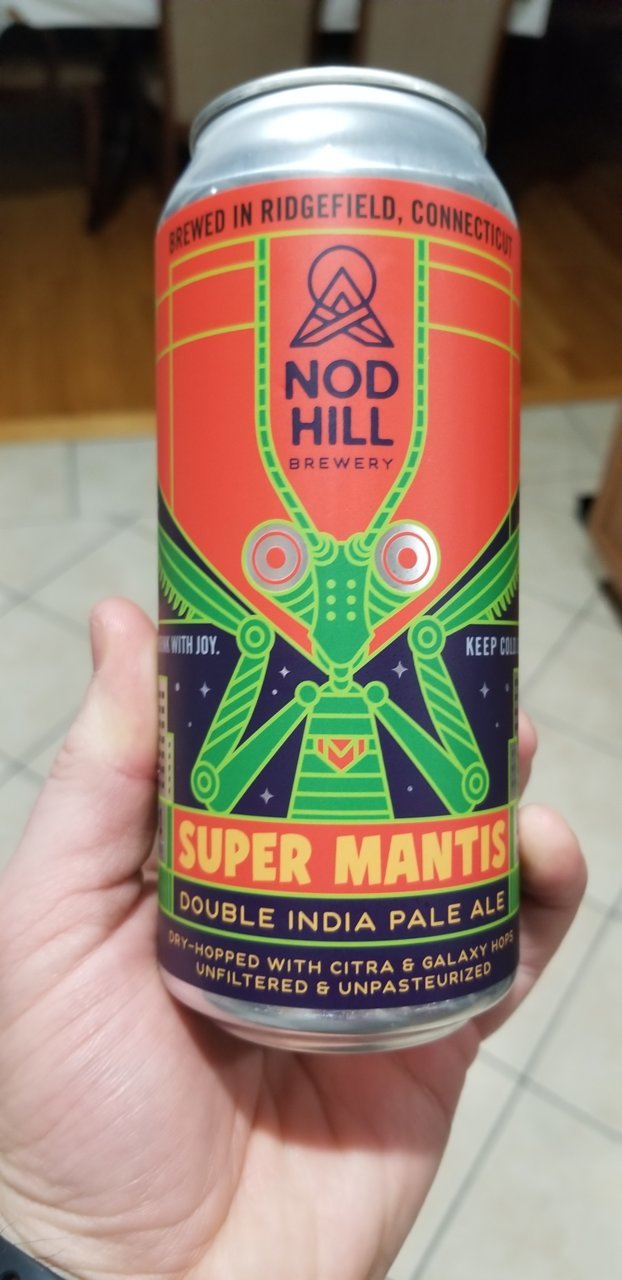 BREWED IN RIDGEFIELD, CONNECTICUT
NOD
HILL
BREWERY
WITH JOY.
KEEP COLD
SUPER MANTIS
DOUBLE INDIA PALE ALE
DRY-HOPPED WITH CITRA & GALAXY HOPS
UNFILTERED & UNPASTEURIZED